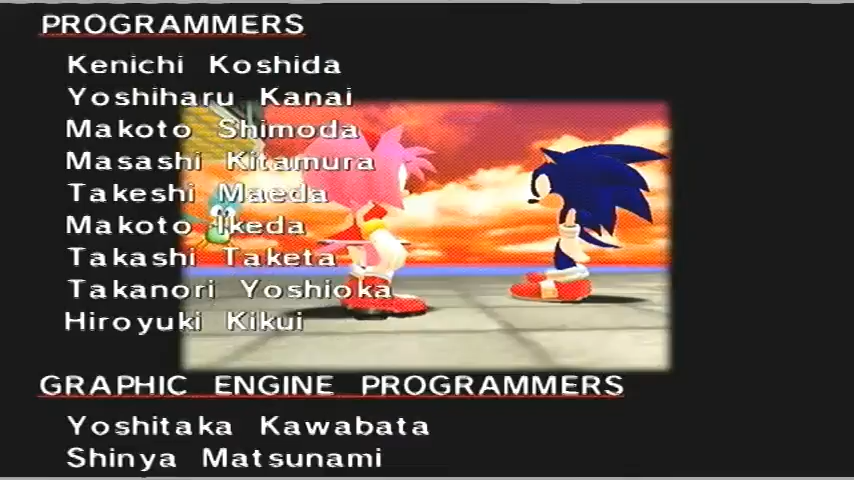 PROGRAMMERS
Kenichi Koshida
Yoshiharu Kanai
Makoto Shimoda
Masashi Kitamura
Takeshi Maeda
Makoto Ikeda
Takashi Taketa
Takanori Yoshioka
Hiroyuki Kikui
GRAPHIC ENGINE PROGRAMMERS
Yoshitaka Kawabata
Shinya Matsunami